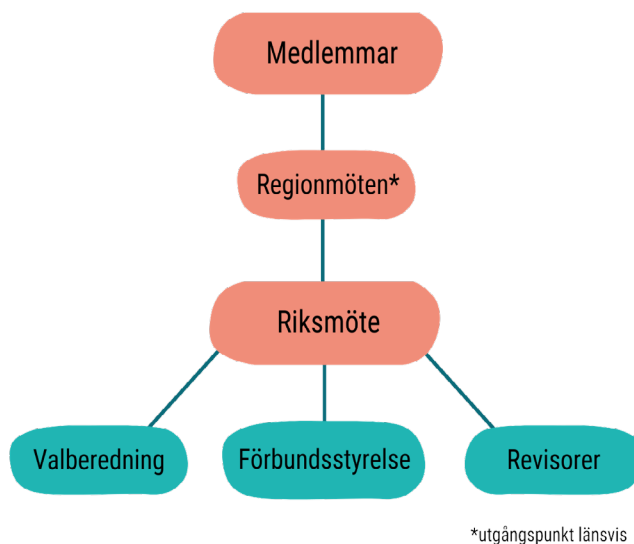 Medlemmar
Regionmöten*
Riksmöte
Valberedning
Förbundsstyrelse
Revisorer
*utgångspunkt länsvis